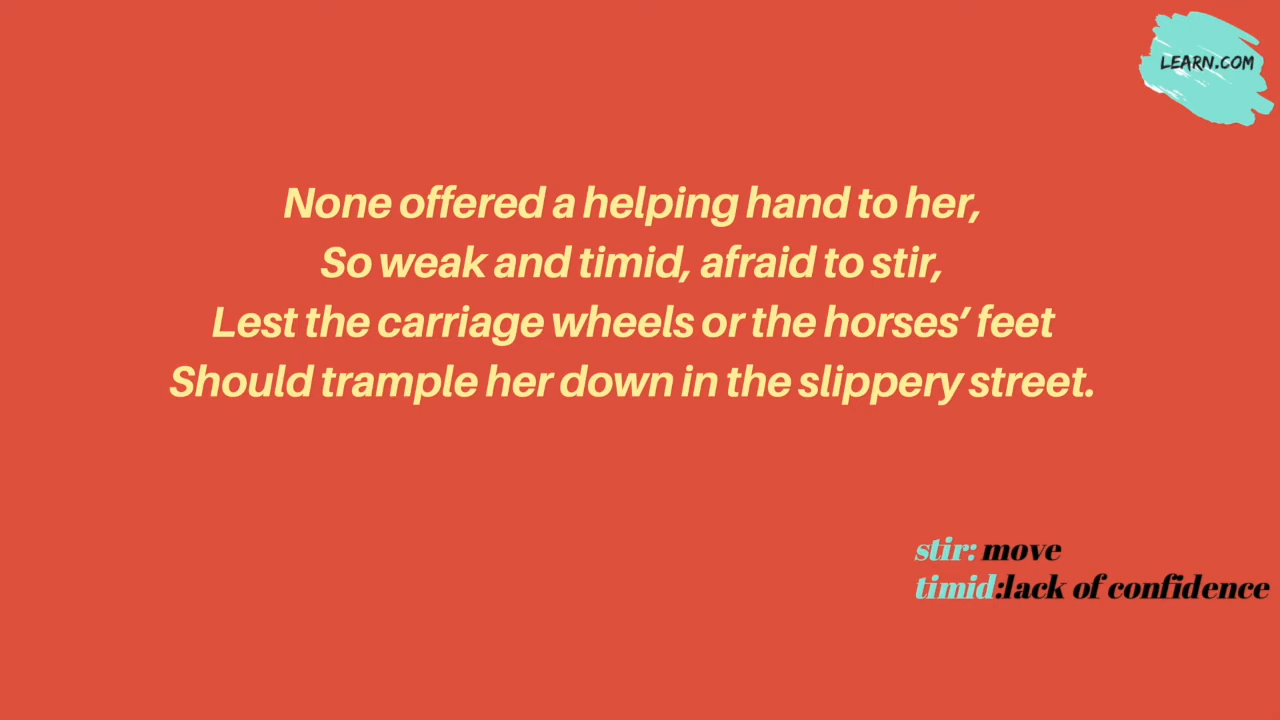 LEARN.COM
None offered a helping hand to her,
So weak and timid, afraid to stir,
Lest the carriage wheels or the horses’ feet
Should trample her down in the slippery street.
stir: move
timid:lack of confidence